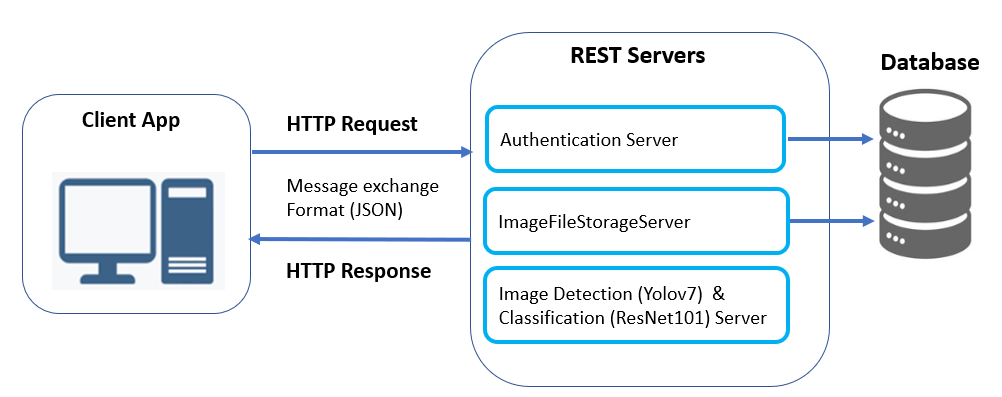 REST Servers
Database
Client App
HTTP Request
Authentication Server
Message exchange
Format (JSON)
ImageFileStorageServer
HTTP Response
Image Detection (Yolov7)  &
Classification (ResNet101) Server